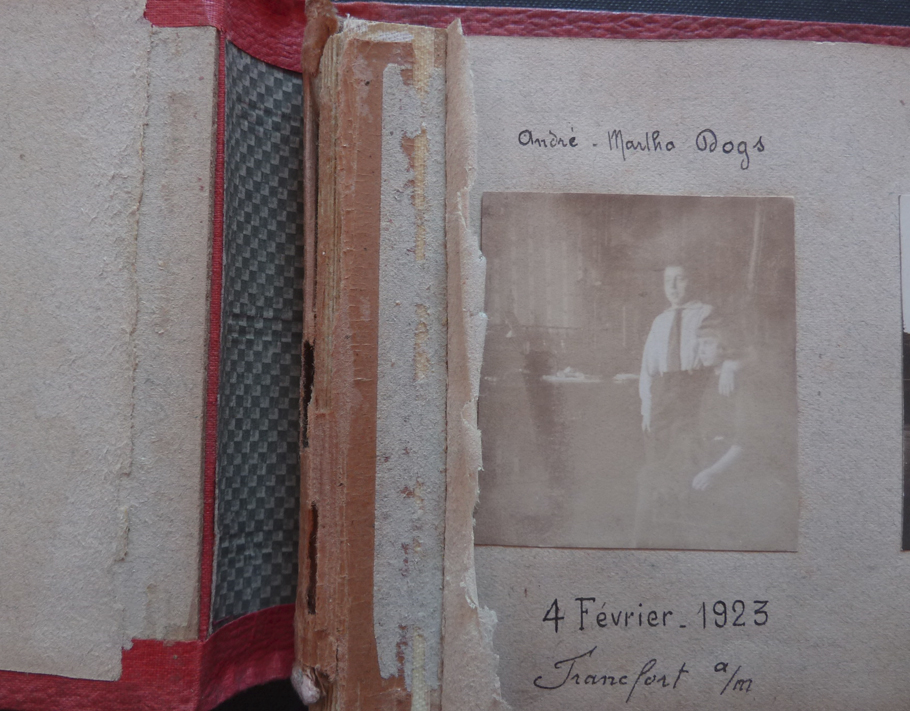 André - Martha Dogs
4 Février - 1923
Francfort a/m